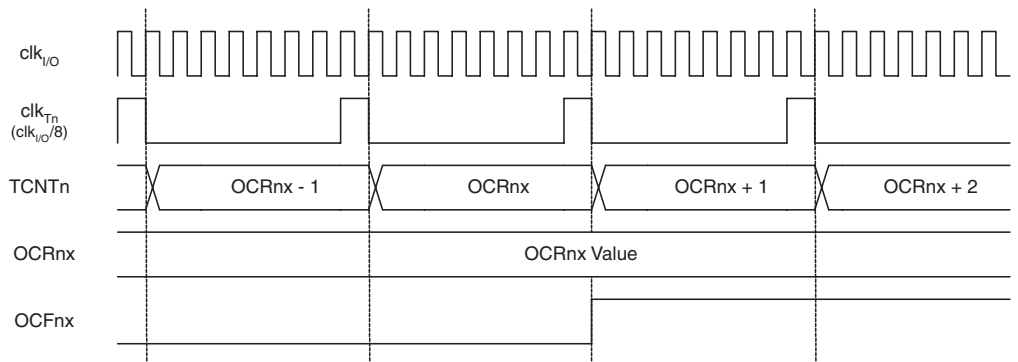 clkI/O
clkTn
(clkI/O/8)
TCNTn OCRnx - 1 OCRnx OCRnx + 1 OCRnx + 2
OCRnx OCRnx Value
OCFnx